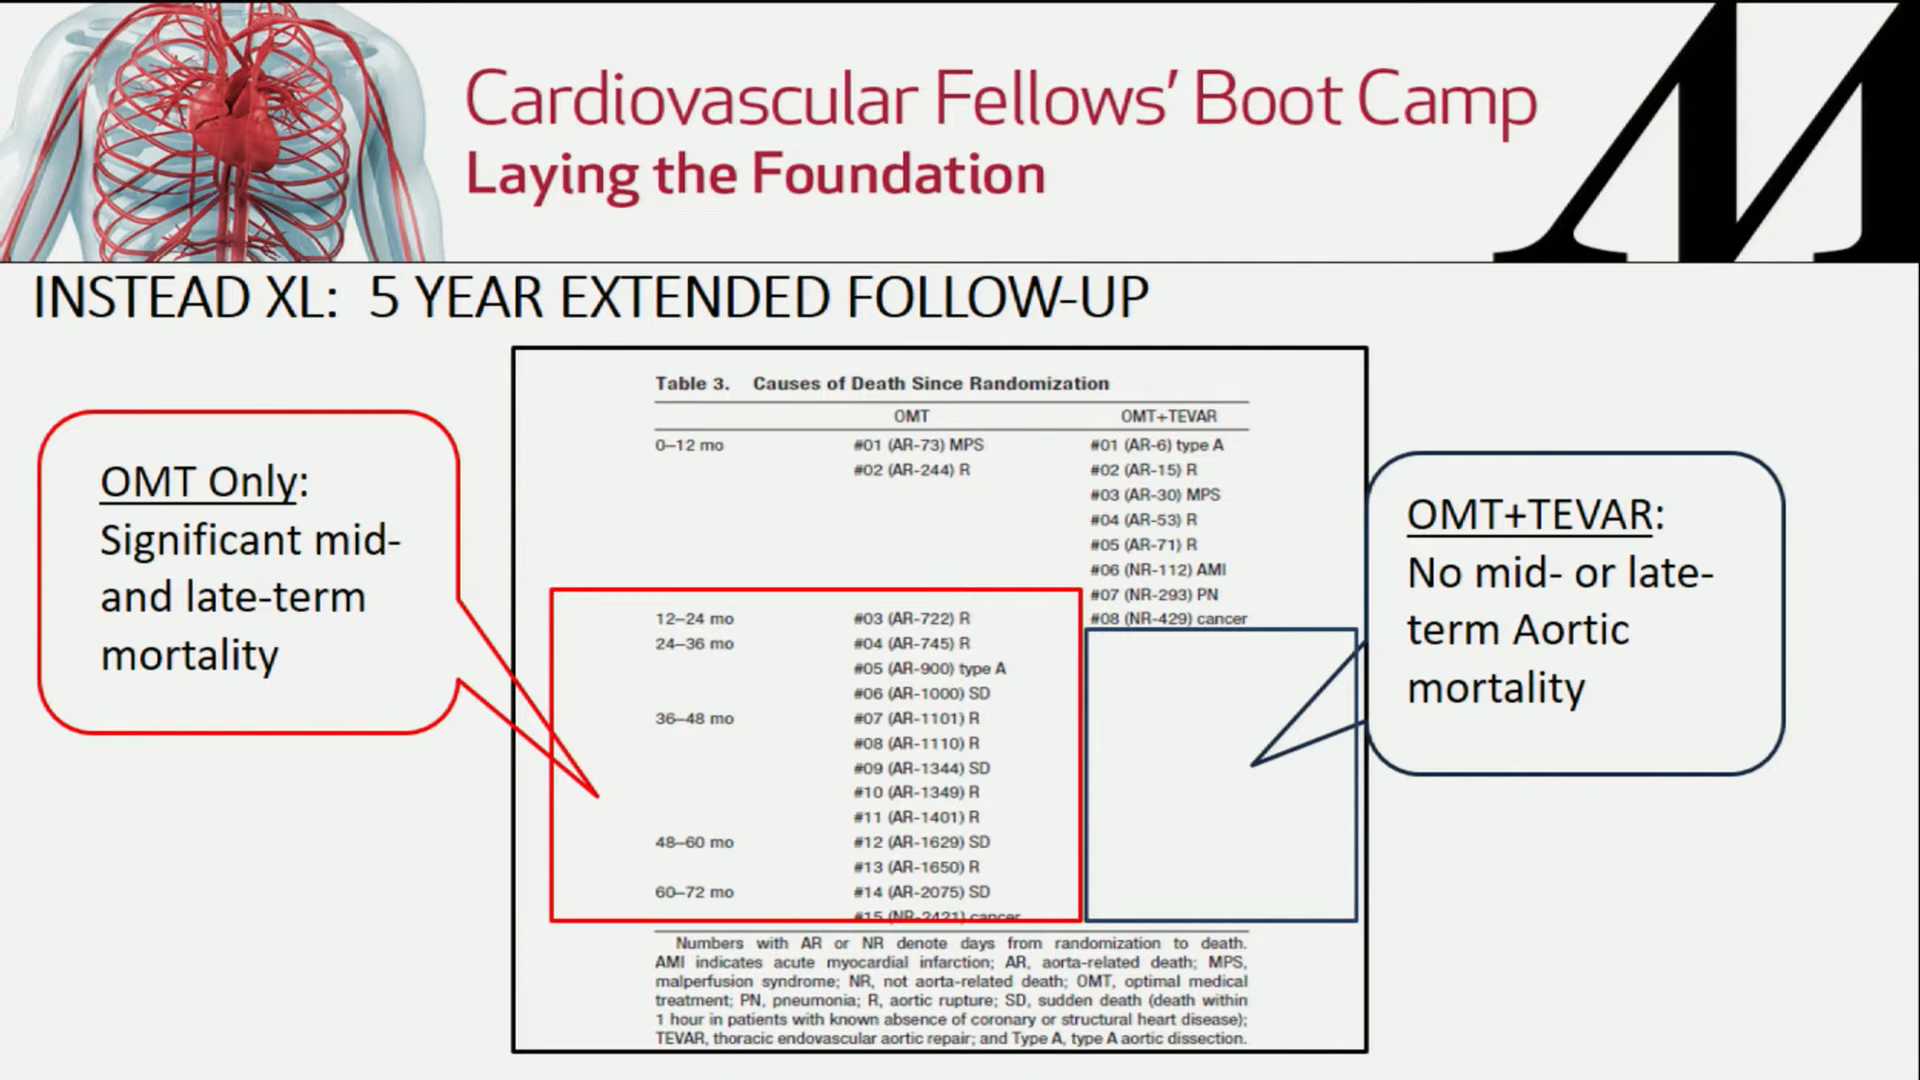 Cardiovascular Fellows’ Boot Camp
Laying the Foundation
M
INSTEAD XL:  5 YEAR EXTENDED FOLLOW-UP
OMT Only:
Significant mid-
and late-term
mortality
Table 3. Causes of Death Since Randomization
OMT OMT+TEVAR
0–12 mo #01 (AR-73) MPS #01 (AR-6) type A
#02 (AR-244) R #02 (AR-15) R
#03 (AR-30) MPS
#04 (AR-53) R
#05 (AR-71) R
#06 (NR-112) AMI
#07 (NR-293) PN
12–24 mo #03 (AR-722) R #08 (NR-429) cancer
24–36 mo #04 (AR-745) R
#05 (AR-900) type A
#06 (AR-1000) SD
36–48 mo #07 (AR-1101) R
#08 (AR-1110) R
#09 (AR-1344) SD
#10 (AR-1349) R
#11 (AR-1401) R
48–60 mo #12 (AR-1629) SD
#13 (AR-1650) R
60–72 mo #14 (AR-2075) SD
#15 (NR-2421) cancer
Numbers with AR or NR denote days from randomization to death.
AMI indicates acute myocardial infarction; AR, aorta-related death; MPS,
malperfusion syndrome; NR, not aorta-related death; OMT, optimal medical
treatment; PN, pneumonia; R, aortic rupture; SD, sudden death (death within
1 hour in patients with known absence of coronary or structural heart disease);
TEVAR, thoracic endovascular aortic repair; and Type A, type A aortic dissection.
OMT+TEVAR:
No mid- or late-
term Aortic
mortality